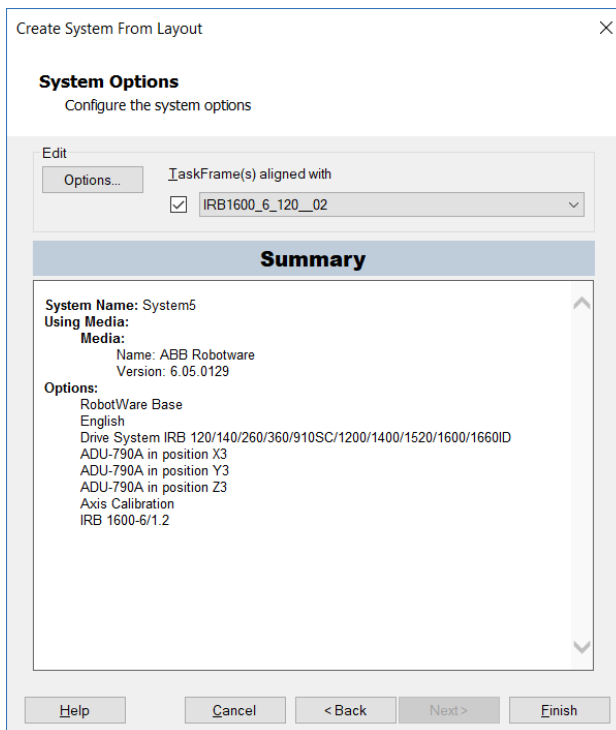 Create System From Layout
System Options
Configure the system options
Edit
Options...
TaskFrame(s) aligned with
IRB1600_6_120__02
Summary
System Name: System5
Using Media:
Media:
Name: ABB Robotware
Version: 6.05.0129
Options:
RobotWare Base
English
Drive System IRB 120/140/260/360/910SC/1200/1400/1520/1600/1660ID
ADU-790A in position X3
ADU-790A in position Y3
ADU-790A in position Z3
Axis Calibration
IRB 1600-6/1.2
Help
Cancel
< Back
Next >
Finish